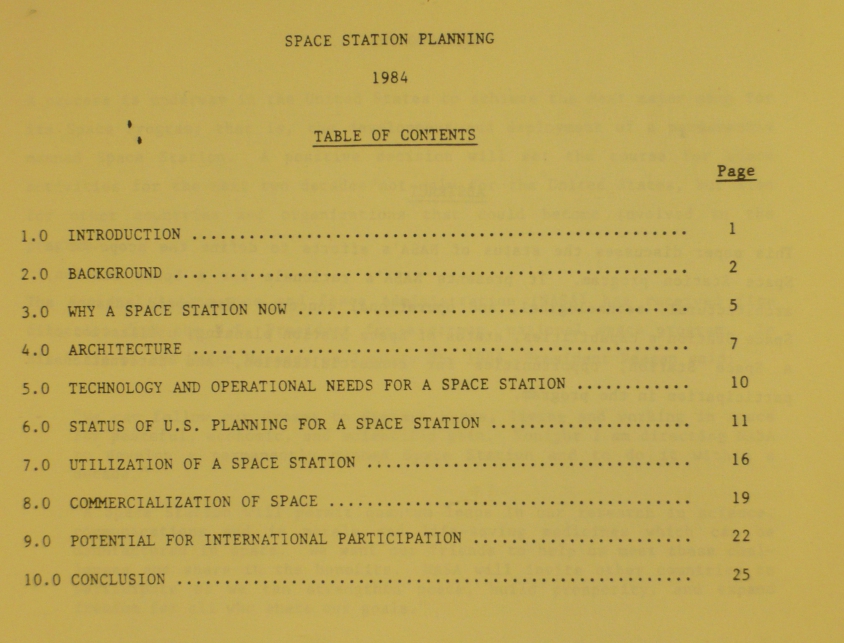 SPACE STATION PLANNING
1984
TABLE OF CONTENTS
Page
1.0 INTRODUCTION ................................................ 1
2.0 BACKGROUND .................................................. 2
3.0 WHY A SPACE STATION NOW ..................................... 5
4.0 ARCHITECTURE ................................................ 7
5.0 TECHNOLOGY AND OPERATIONAL NEEDS FOR A SPACE STATION ............ 10
6.0 STATUS OF U.S. PLANNING FOR A SPACE STATION .................... 11
7.0 UTILIZATION OF A SPACE STATION ............................... 16
8.0 COMMERCIALIZATION OF SPACE ................................... 19
9.0 POTENTIAL FOR INTERNATIONAL PARTICIPATION ..................... 22
10.0 CONCLUSION .................................................. 25